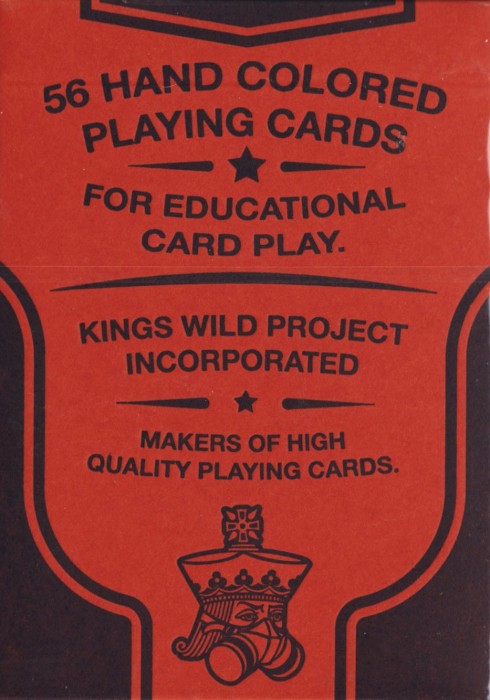 56 HAND COLORED
PLAYING CARDS
FOR EDUCATIONAL
CARD PLAY.
KINGS WILD PROJECT
INCORPORATED
MAKERS OF HIGH
QUALITY PLAYING CARDS.